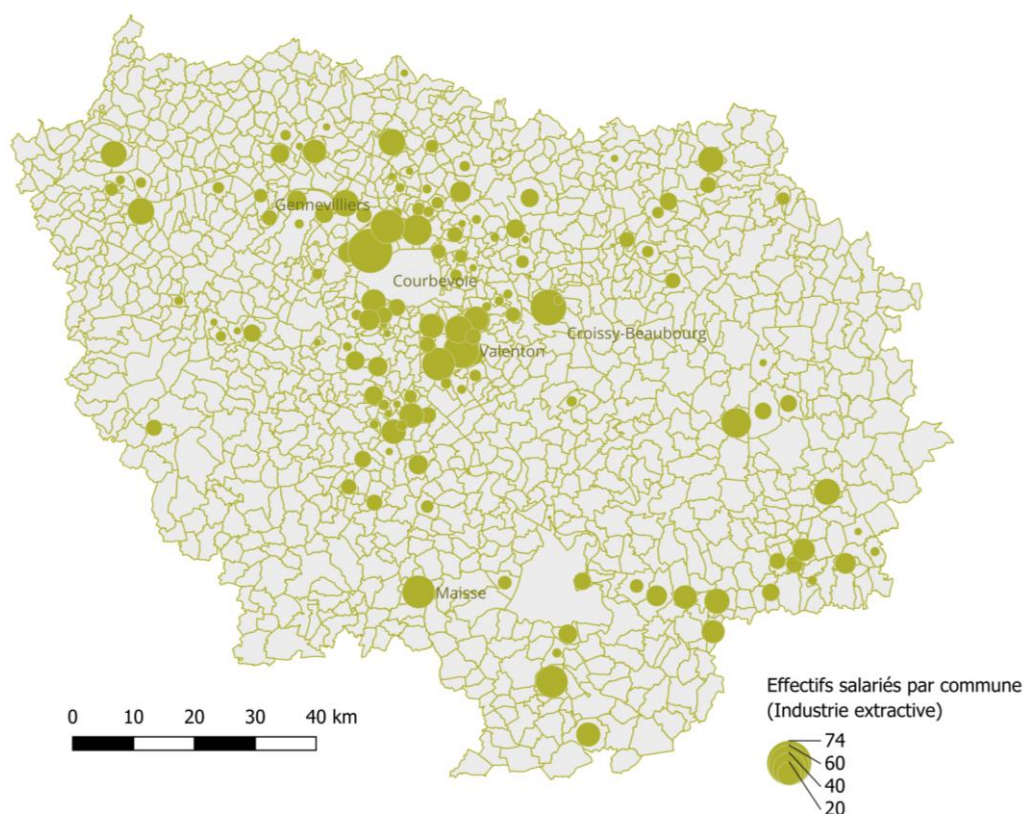 Gennevilliers
Courbevoie
Croissy-Beaubourg
Valenton
Maisse
0 10 20 30 40 km
Effectifs salariés par commune
(Industrie extractive)
74
60
40
20